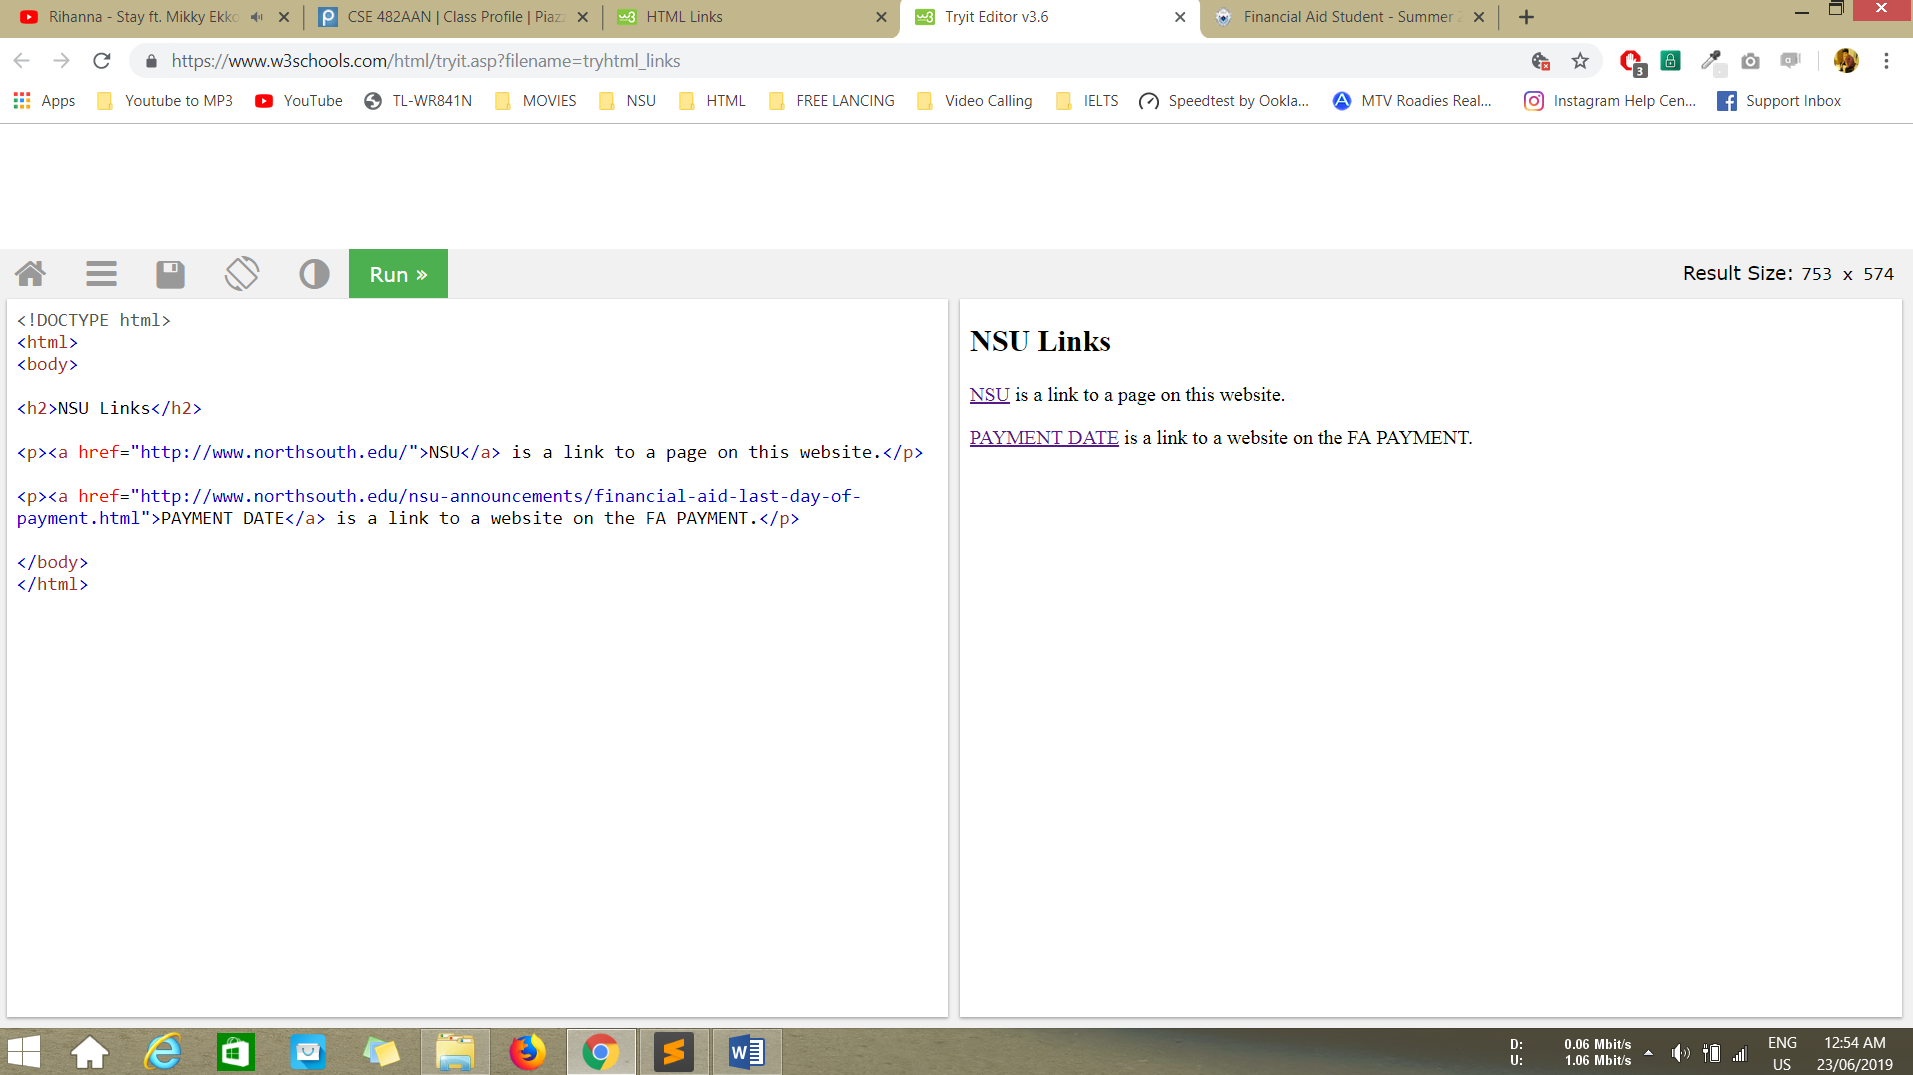 Rihanna - Stay ft. Mikky Ekko
CSE 482AAN | Class Profile | Piazz
HTML Links
Tryit Editor v3.6
Financial Aid Student - Summer 2
https://www.w3schools.com/html/tryit.asp?filename=tryhtml_links
3
Apps
Youtube to MP3
YouTube
TL-WR841N
MOVIES
NSU
HTML
FREE LANCING
Video Calling
IELTS
Speedtest by Ookla...
MTV Roadies Real...
Instagram Help Cen...
Support Inbox
Run »
Result Size: 753 x 574
<!DOCTYPE html>
<html>
<body>
<h2>NSU Links</h2>
<p><a href="http://www.northsouth.edu/">NSU</a> is a link to a page on this website.</p>
<p><a href="http://www.northsouth.edu/nsu-announcements/financial-aid-last-day-of-
payment.html">PAYMENT DATE</a> is a link to a website on the FA PAYMENT.</p>
</body>
</html>
NSU Links
NSU is a link to a page on this website.
PAYMENT DATE is a link to a website on the FA PAYMENT.
D: 0.06 Mbit/s
U: 1.06 Mbit/s
ENG
US
12:54 AM
23/06/2019